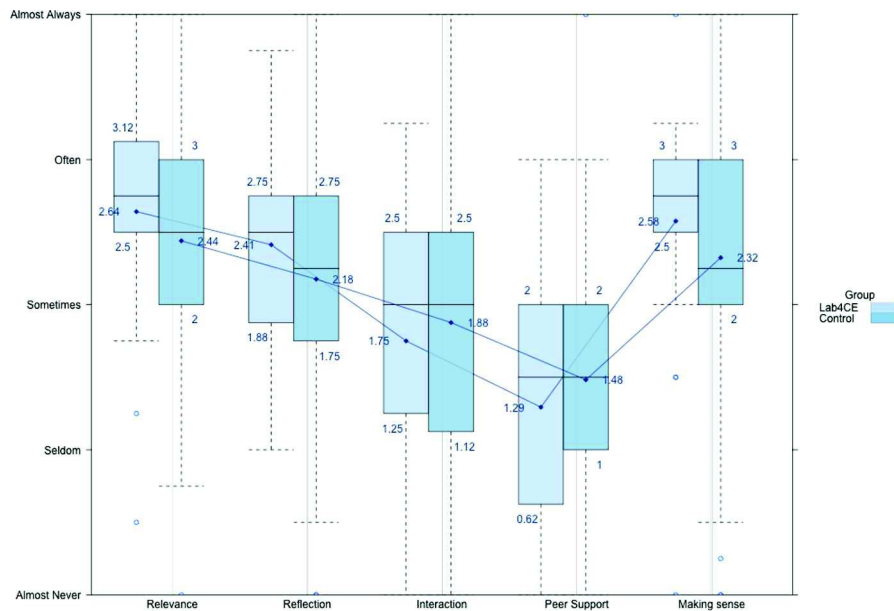 Almost Always
3.12
3
3
3
Often
2.75
2.75
2.64
2.58
2.5
2.44
2.41
2.5
2.5
2.5
2.32
2.18
Sometimes
2
2
2
2
Group
Lab4CE
Control
1.88
1.88
1.75
1.75
1.48
1.29
1.25
1.12
Seldom
1
0.62
Almost Never
Relevance
Reflection
Interaction
Peer Support
Making sense